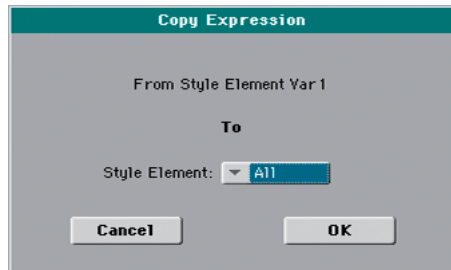 Copy Expression
From Style Element Var1
To
Style Element: All
Cancel OK